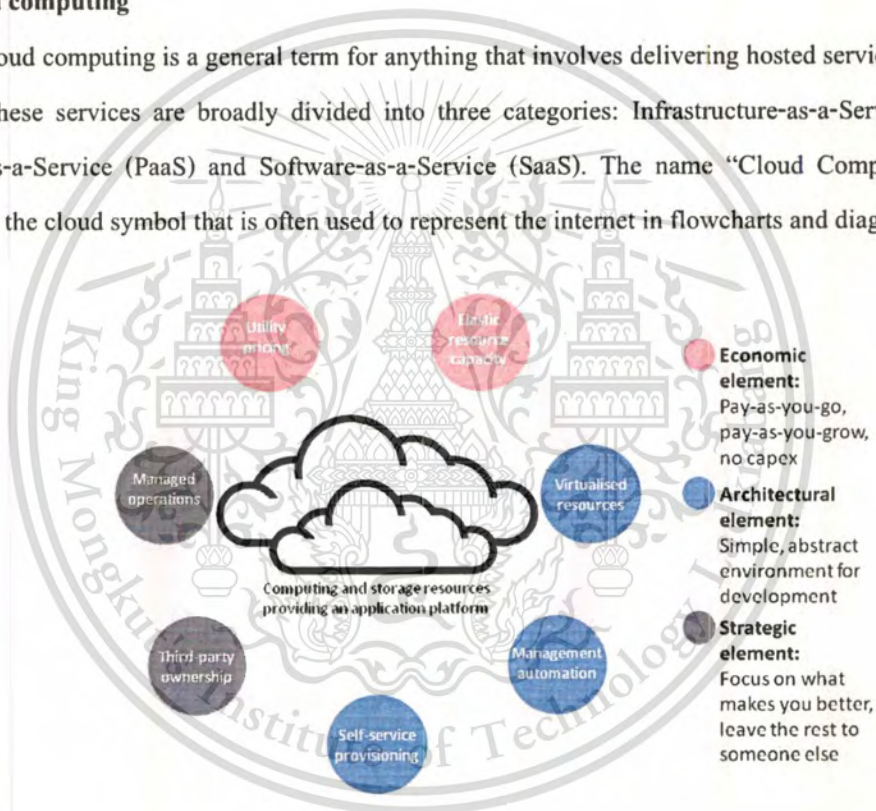 computing
oud computing is a general term for anything that involves delivering hosted servic
hese services are broadly divided into three categories: Infrastructure-as-a-Ser
s-a-Service (PaaS) and Software-as-a-Service (SaaS). The name “Cloud Comp
the cloud symbol that is often used to represent the internet in flowcharts and diag
Utility
pricing
Elastic
resource
capacity
Managed
operations
Virtualised
resources
Computing and storage resources
providing an application platform
Third-party
ownership
Management
automation
Self-service
provisioning
Economic
element:
Pay-as-you-go,
pay-as-you-grow,
no capex
Architectural
element:
Simple, abstract
environment for
development
Strategic
element:
Focus on what
makes you better,
leave the rest to
someone else
King Mongkut's Institute of Technology